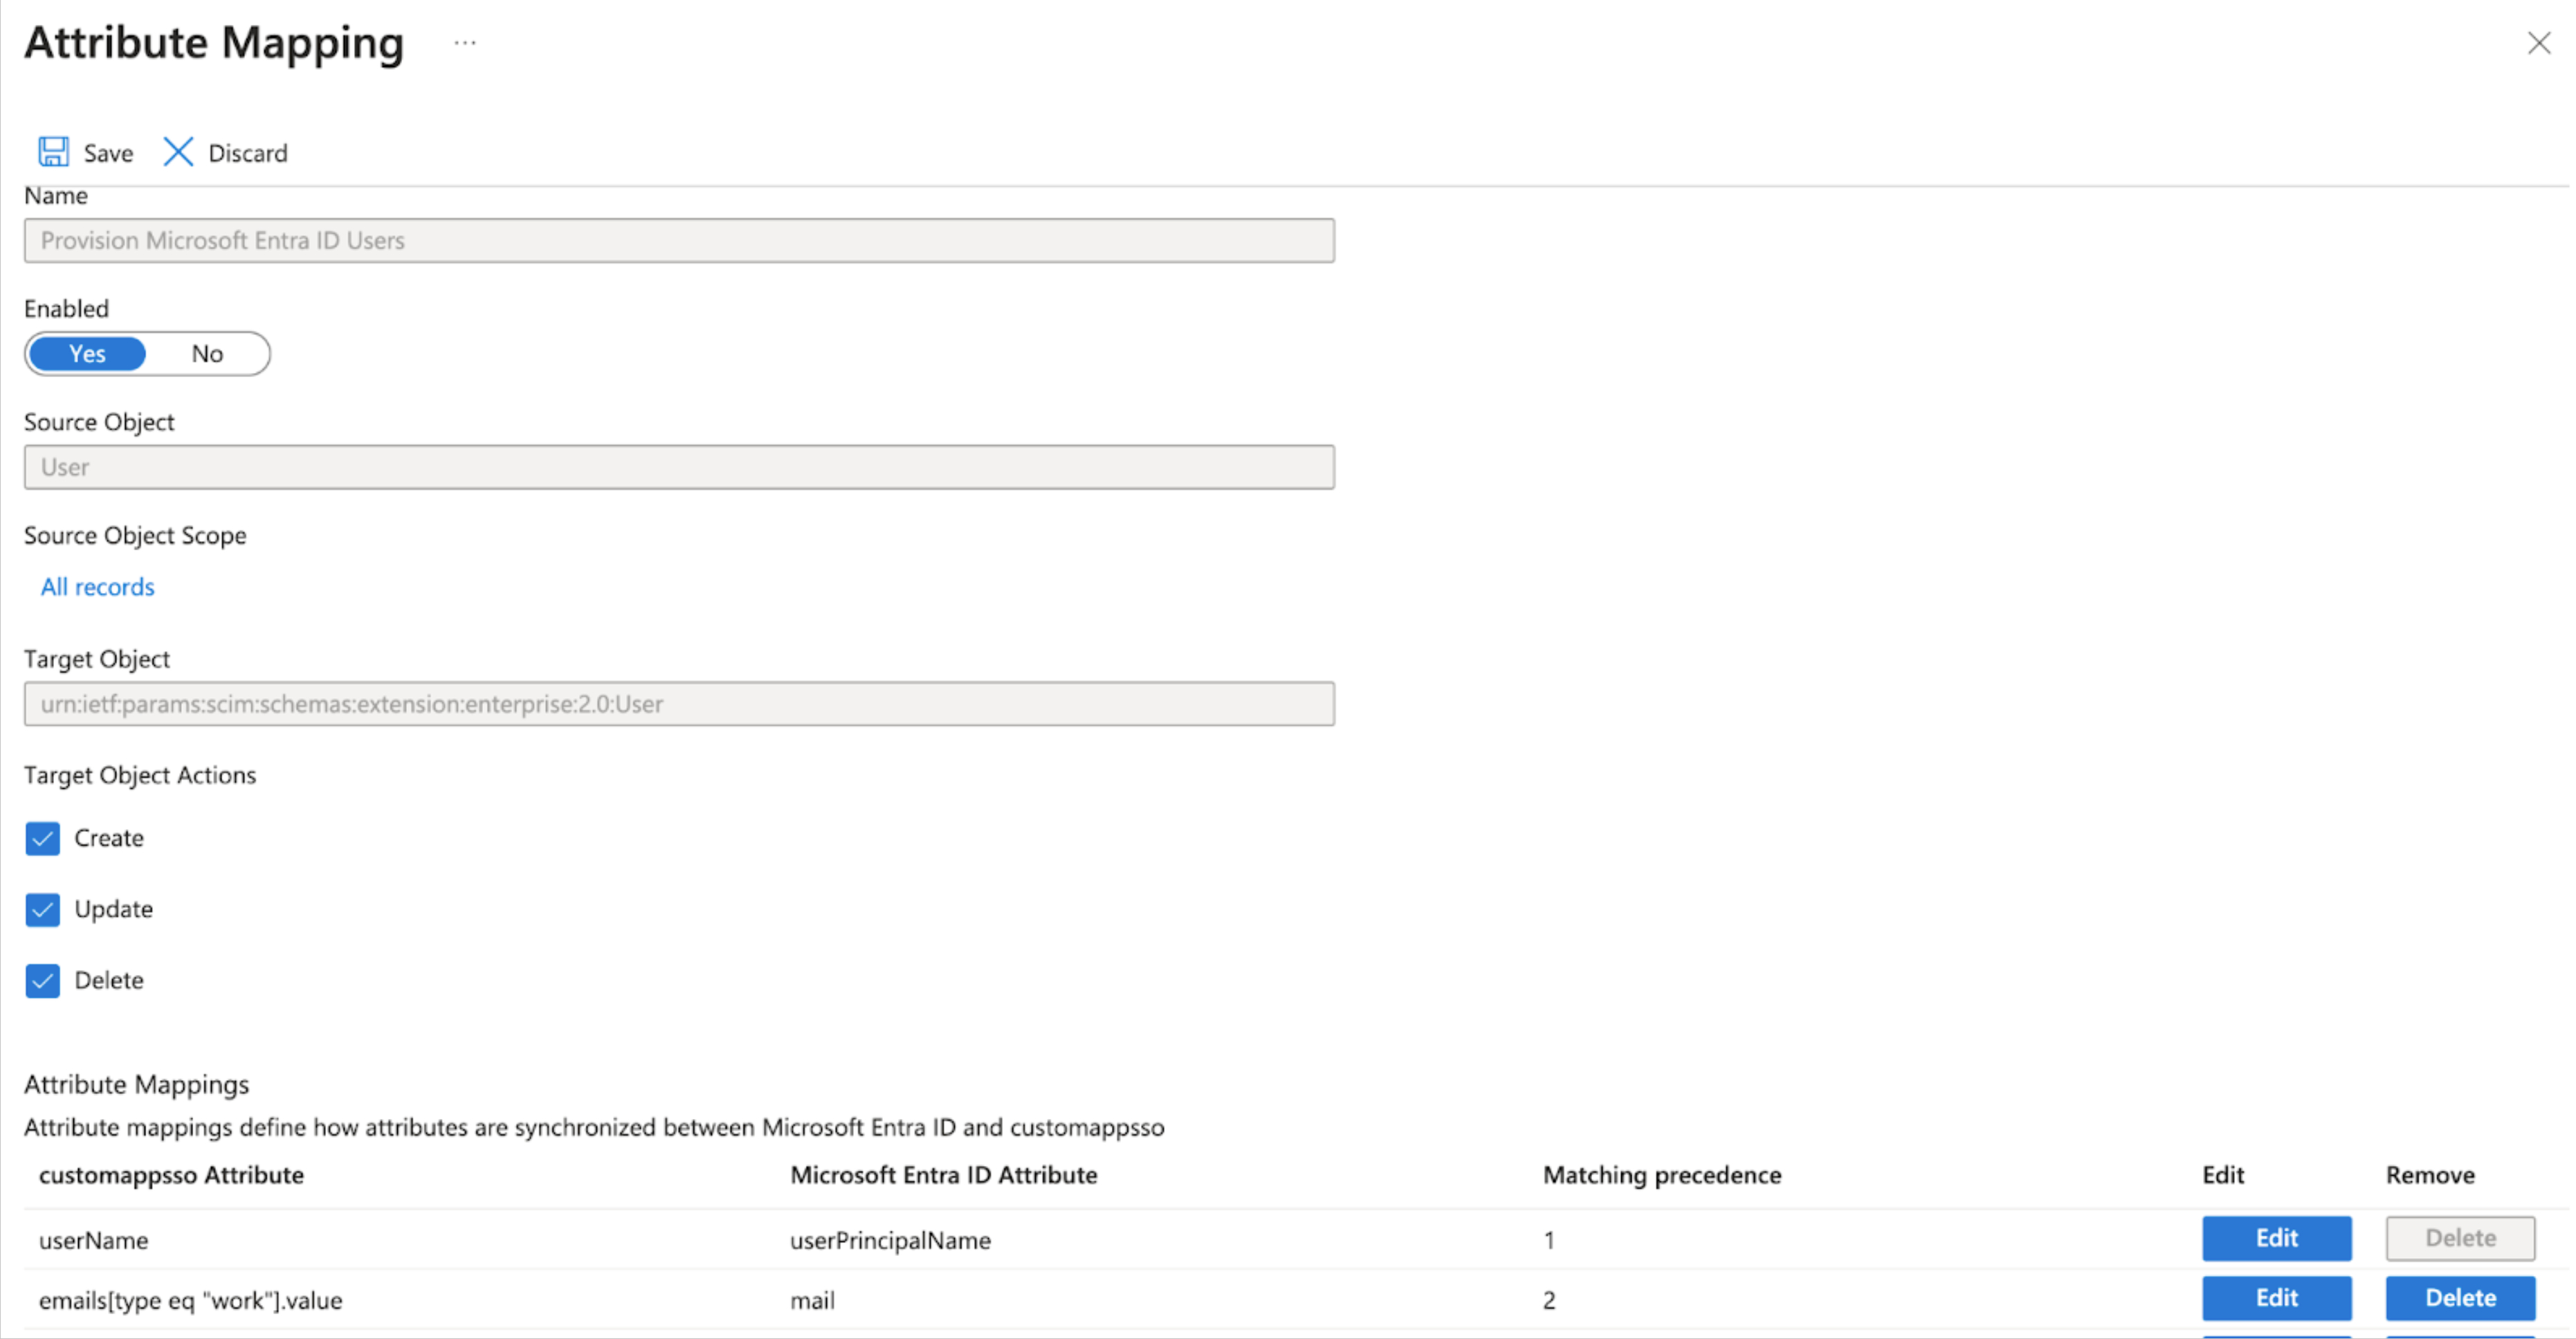 Attribute Mapping ...
Save Discard
Name
Provision Microsoft Entra ID Users
Enabled
Yes No
Source Object
User
Source Object Scope
All records
Target Object
urn:ietf:params:scim:schemas:extension:enterprise:2.0:User
Target Object Actions
Create
Update
Delete
Attribute Mappings
Attribute mappings define how attributes are synchronized between Microsoft Entra ID and customappsso
customappsso Attribute Microsoft Entra ID Attribute Matching precedence Edit Remove
userName userPrincipalName 1 Edit Delete
emails[type eq "work"].value mail 2 Edit Delete